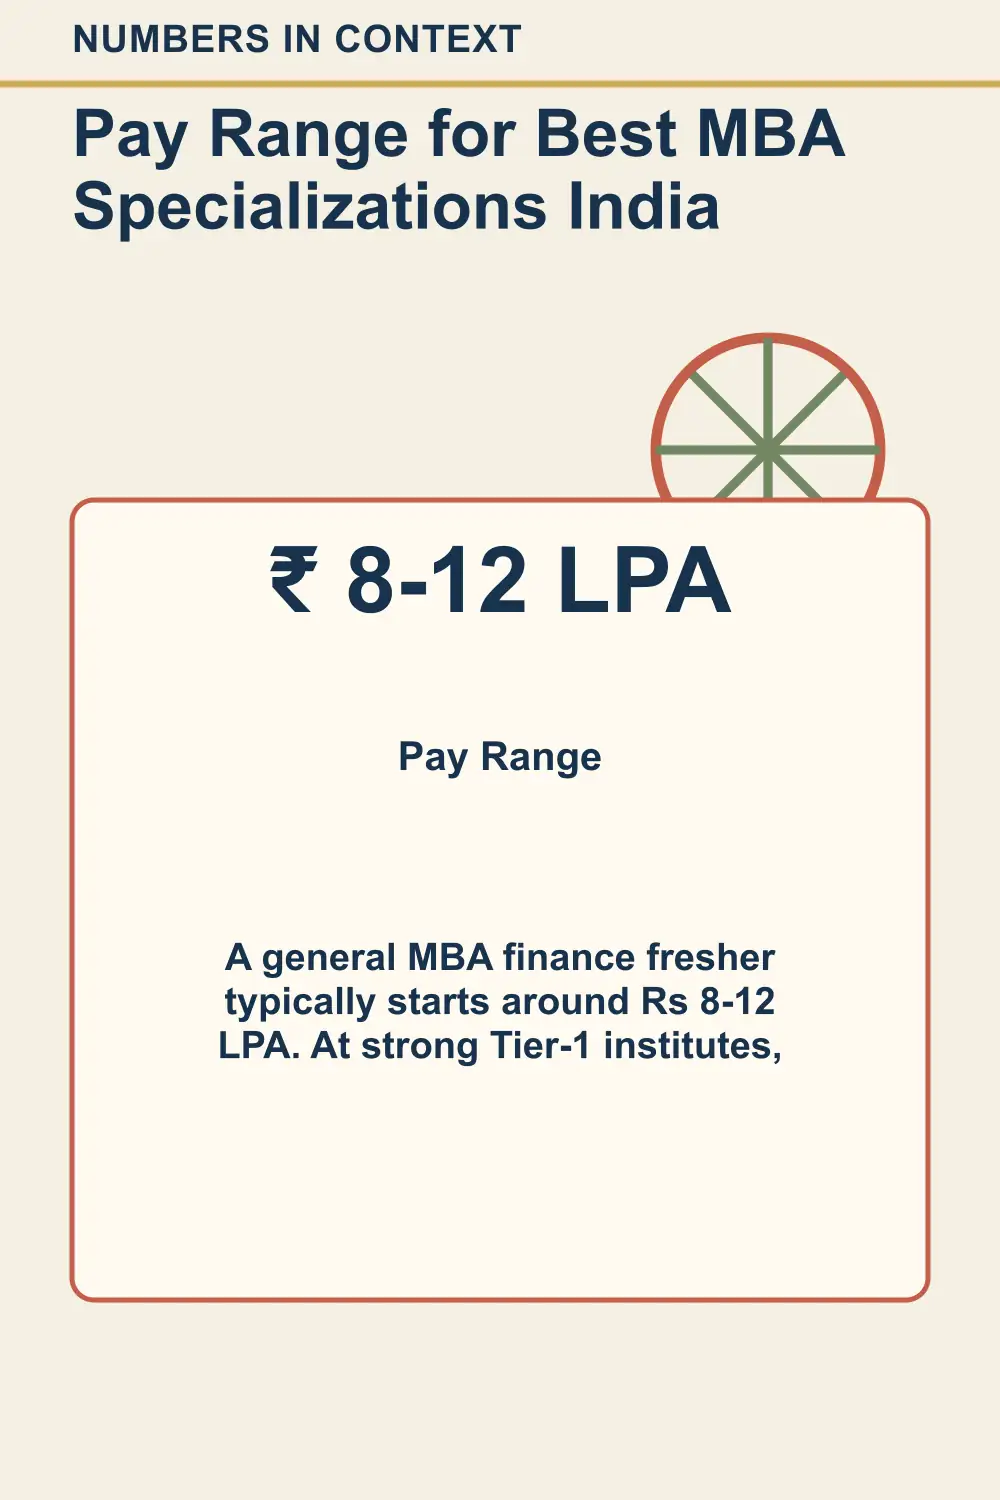 NUMBERS IN CONTEXT
Pay Range for Best MBA
Specializations India
₹ 8-12 LPA
Pay Range
A general MBA finance fresher
typically starts around Rs 8-12
LPA. At strong Tier-1 institutes,